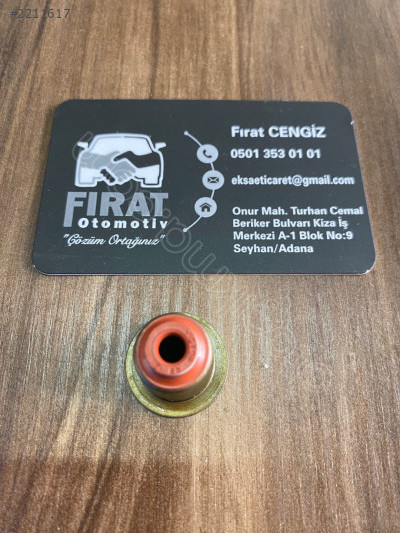 #2211617
Fırat CENGİZ
0501 353 01 01
eksaeticaret@gmail.com
FIRAT
Otomotiv
"Çözüm Ortağınız"
Onur Mah. Turhan Cemal
Beriker Bulvarı Kiza İş
Merkezi A-1 Blok No:9
Seyhan/Adana